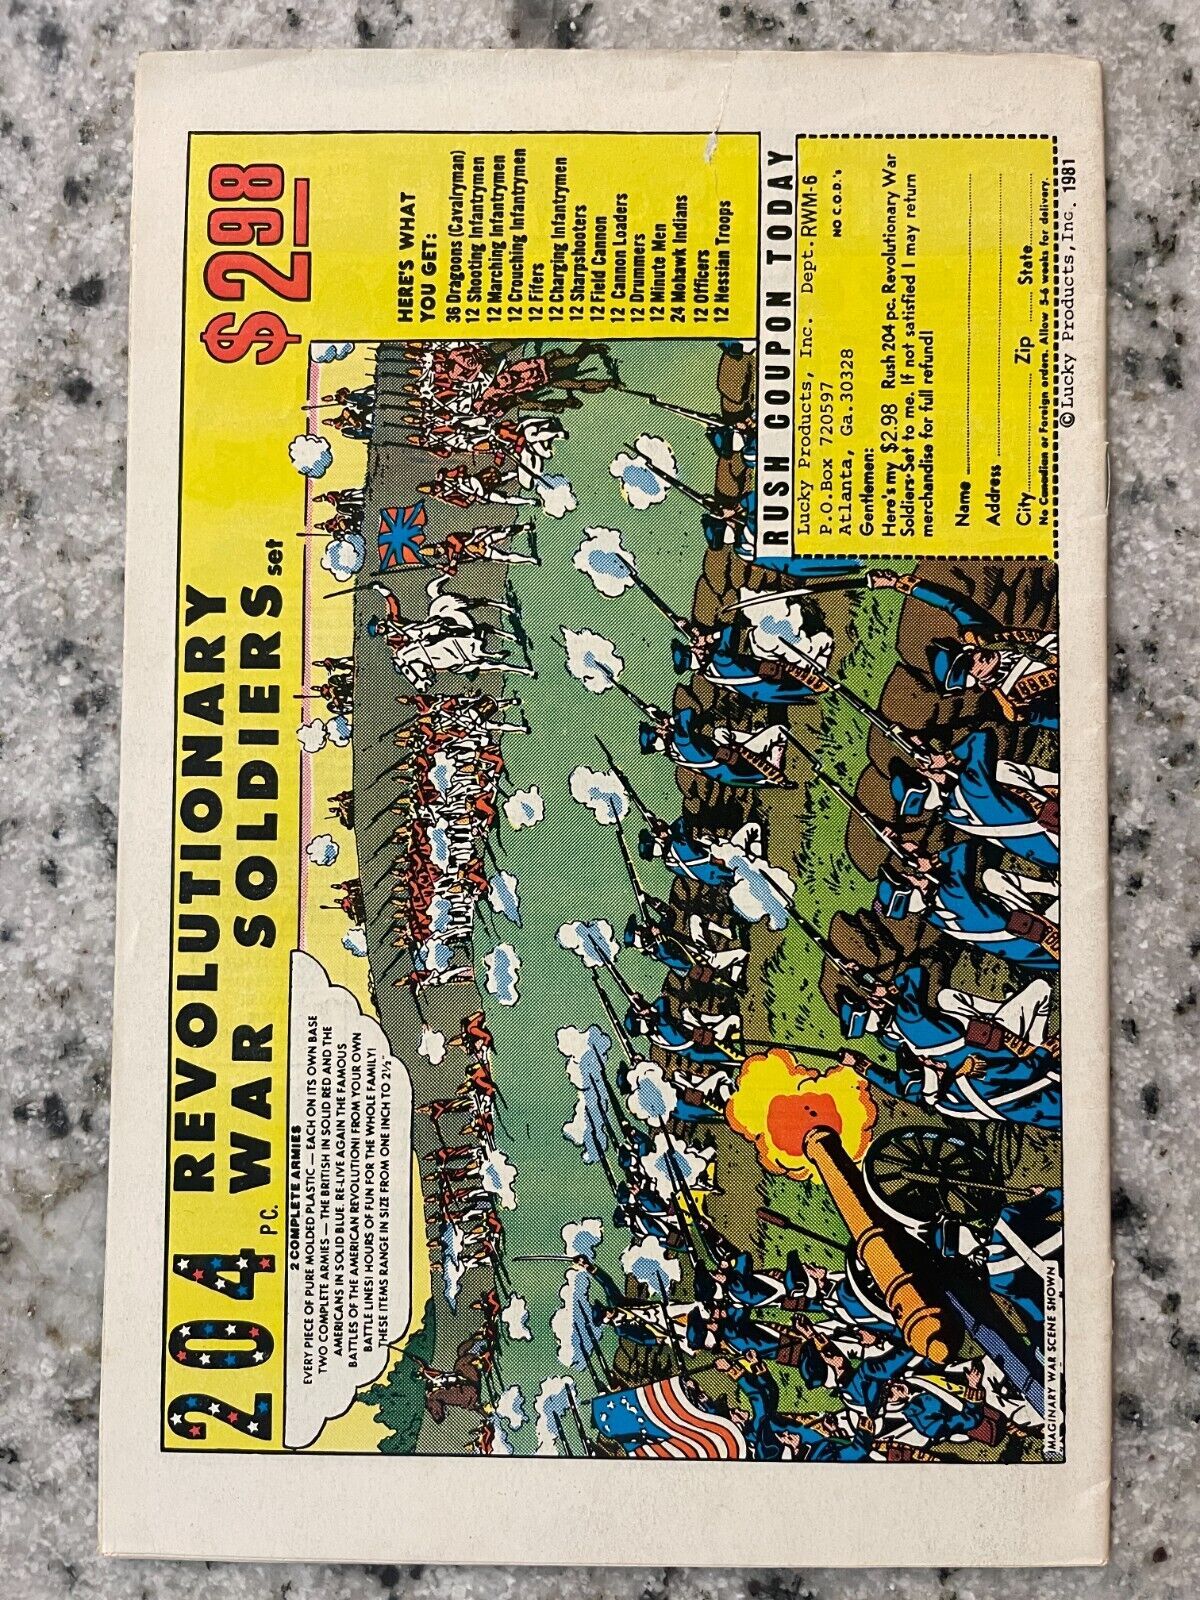 204 PC. REVOLUTIONARY
WAR SOLDIERS set
$2.98
2 COMPLETE ARMIES
EVERY PIECE OF PURE MOLDED PLASTIC — EACH ON ITS OWN BASE
TWO COMPLETE ARMIES — THE BRITISH IN SOLID RED AND THE
AMERICANS IN SOLID BLUE. RE-LIVE AGAIN THE FAMOUS
BATTLES OF THE AMERICAN REVOLUTION! FROM YOUR OWN
BATTLE LINES! HOURS OF FUN FOR THE WHOLE FAMILY!
THESE ITEMS RANGE IN SIZE FROM ONE INCH TO 2½"
HERE'S WHAT
YOU GET:
36 Dragoons (Cavalryman)
12 Shooting Infantrymen
12 Marching Infantrymen
12 Crouching Infantrymen
12 Fifers
12 Charging Infantrymen
12 Sharpshooters
12 Field Cannon
12 Cannon Loaders
12 Drummers
12 Minute Men
24 Mohawk Indians
12 Officers
12 Hessian Troops
RUSH COUPON TODAY
Lucky Products, Inc. Dept.RWM-6
P.O.Box 720597
NO C.O.D.'s
Atlanta, Ga.30328
Gentlemen:
Here's my $2.98 Rush 204 pc. Revolutionary War
Soldiers-Set to me. If not satisfied I may return
merchandise for full refund!
Name
Address
City Zip State
No Canadian or Foreign orders. Allow 5-6 weeks for delivery.
© Lucky Products, Inc. 1981
IMAGINARY WAR SCENE SHOWN